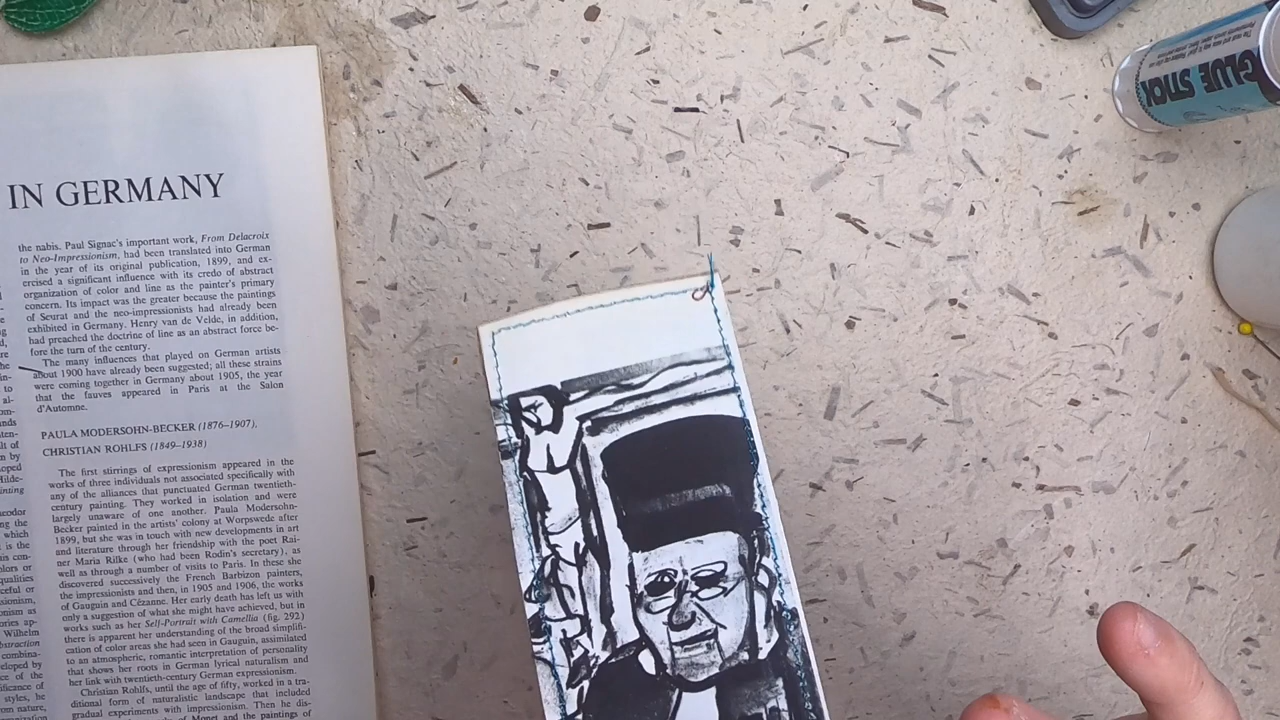 IN GERMANY
the nabis. Paul Signac's important work, From Delacroix
to Neo-Impressionism, had been translated into German
in the year of its original publication, 1899, and ex-
ercised a significant influence with its credo of abstract
organization of color and line as the painter's primary
concern. Its impact was the greater because the paintings
of Seurat and the neo-impressionists had already been
exhibited in Germany. Henry van de Velde, in addition,
had preached the doctrine of line as an abstract force be-
fore the turn of the century.
The many influences that played on German artists
about 1900 have already been suggested; all these strains
were coming together in Germany about 1905, the year
that the fauves appeared in Paris at the Salon
d'Automne.
PAULA MODERSOHN-BECKER (1876–1907),
CHRISTIAN ROHLFS (1849–1938)
The first stirrings of expressionism appeared in the
works of three individuals not associated specifically with
any of the alliances that punctuated German twentieth-
century painting. They worked in isolation and were
largely unaware of one another. Paula Modersohn-
Becker painted in the artists' colony at Worpswede after
1899, but she was in touch with new developments in art
and literature through her friendship with the poet Rai-
ner Maria Rilke (who had been Rodin's secretary), as
well as through a number of visits to Paris. In these she
discovered successively the French Barbizon painters,
the impressionists and then, in 1905 and 1906, the works
of Gauguin and Cézanne. Her early death has left us with
only a suggestion of what she might have achieved, but in
works such as her Self-Portrait with Camellia (fig. 292)
there is apparent her understanding of the broad simplifi-
cation of color areas she had seen in Gauguin, assimilated
to an atmospheric, romantic interpretation of personality
that shows her roots in German lyrical naturalism and
her link with twentieth-century German expressionism.
Christian Rohlfs, until the age of fifty, worked in a tra-
ditional form of naturalistic landscape that included
gradual experiments with impressionism. Then he dis-
of Monet and the paintings of
GLUE STICK